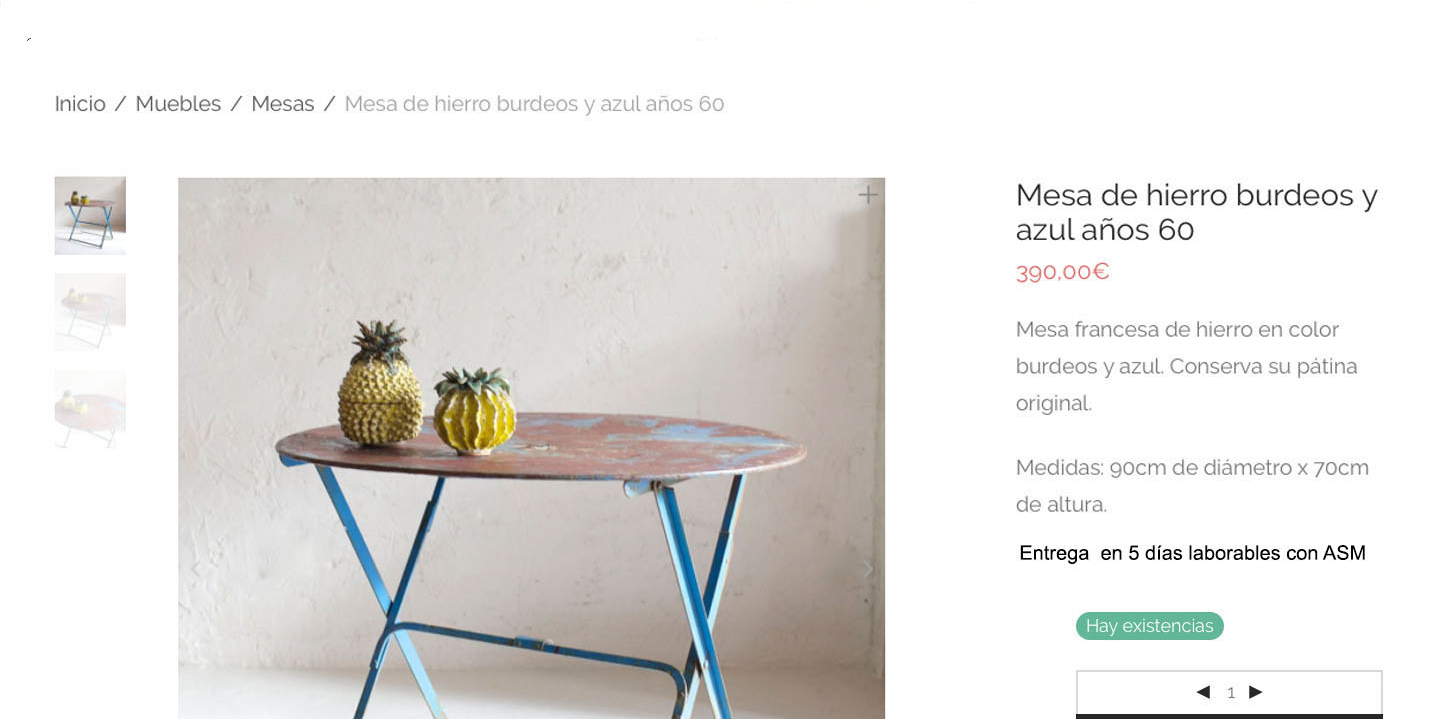 Inicio / Muebles / Mesas / Mesa de hierro burdeos y azul años 60
Mesa de hierro burdeos y
azul años 60
390,00€
Mesa francesa de hierro en color
burdeos y azul. Conserva su pátina
original.
Medidas: 90cm de diámetro x 70cm
de altura.
Entrega en 5 días laborables con ASM
Hay existencias
1